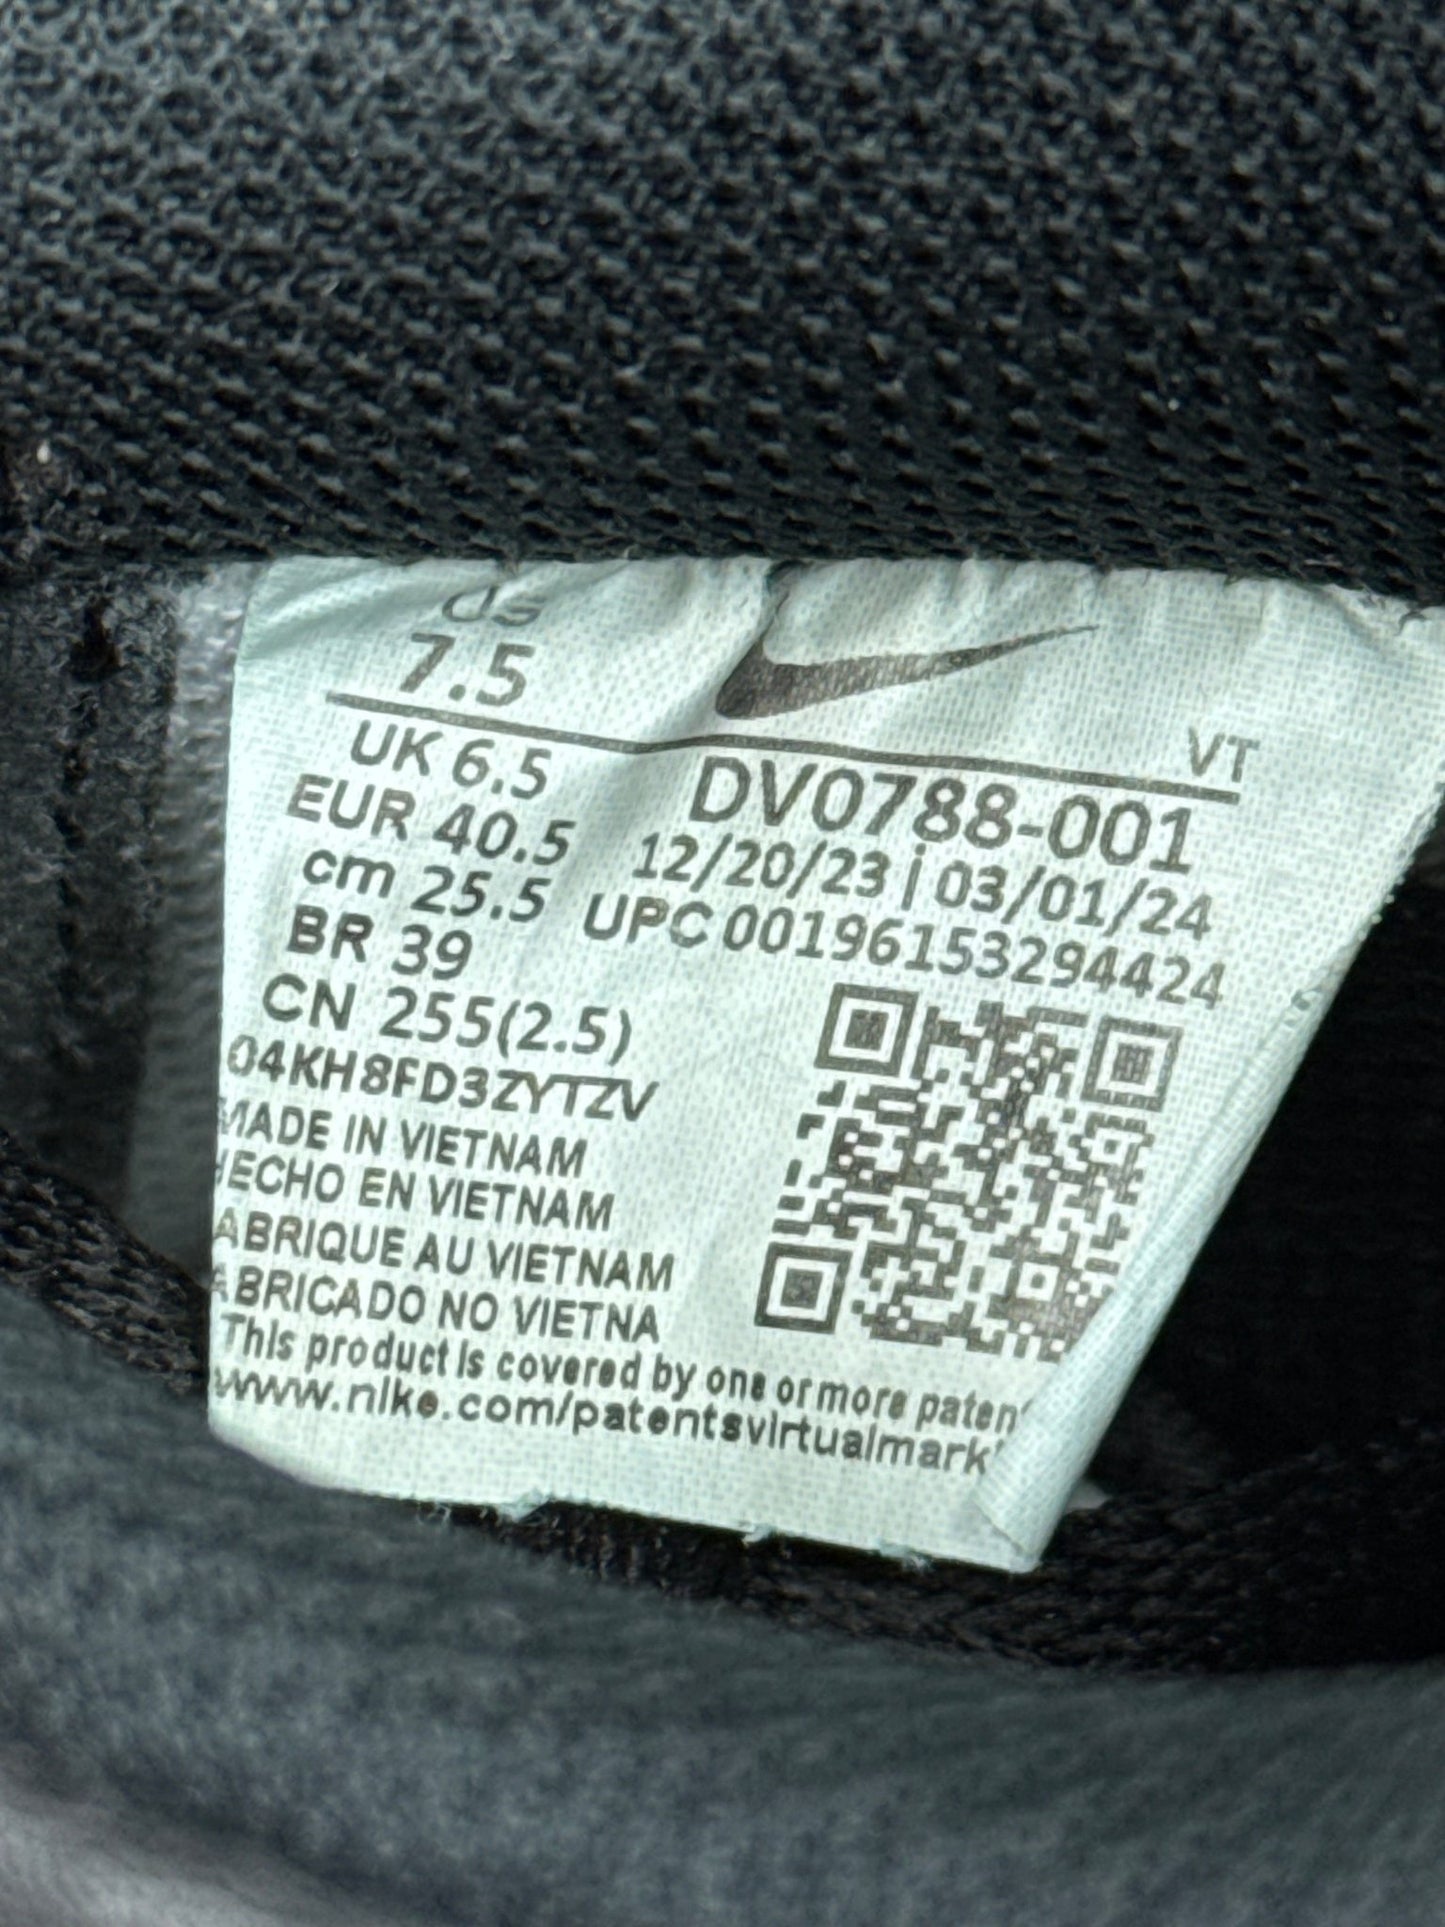 US
7.5
VT
UK 6.5
EUR 40.5
cm 25.5
BR 39
CN 255(2.5)
DV0788-001
12/20/23 | 03/01/24
UPC 00196153294424
04KH8FD3ZYTZV
MADE IN VIETNAM
HECHO EN VIETNAM
ABRIQUE AU VIETNAM
ABRICADO NO VIETNA
This product is covered by one or more paten
www.nike.com/patentsvirtualmark